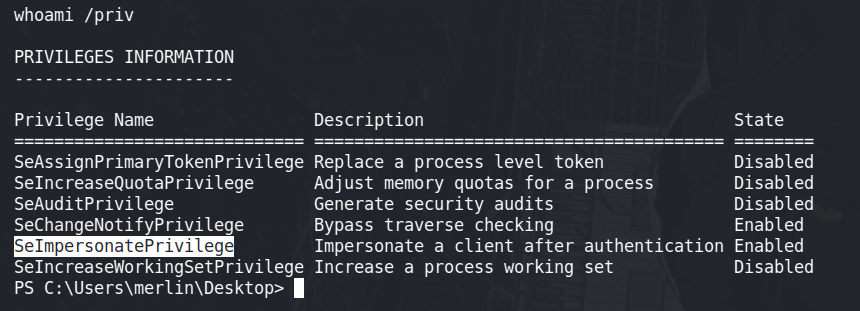 whoami /priv
PRIVILEGES INFORMATION
----------------------
Privilege Name                Description                               State
============================= ========================================= ========
SeAssignPrimaryTokenPrivilege Replace a process level token             Disabled
SeIncreaseQuotaPrivilege      Adjust memory quotas for a process        Disabled
SeAuditPrivilege              Generate security audits                  Disabled
SeChangeNotifyPrivilege       Bypass traverse checking                  Enabled
SeImpersonatePrivilege        Impersonate a client after authentication Enabled
SeIncreaseWorkingSetPrivilege Increase a process working set            Disabled
PS C:\Users\merlin\Desktop>